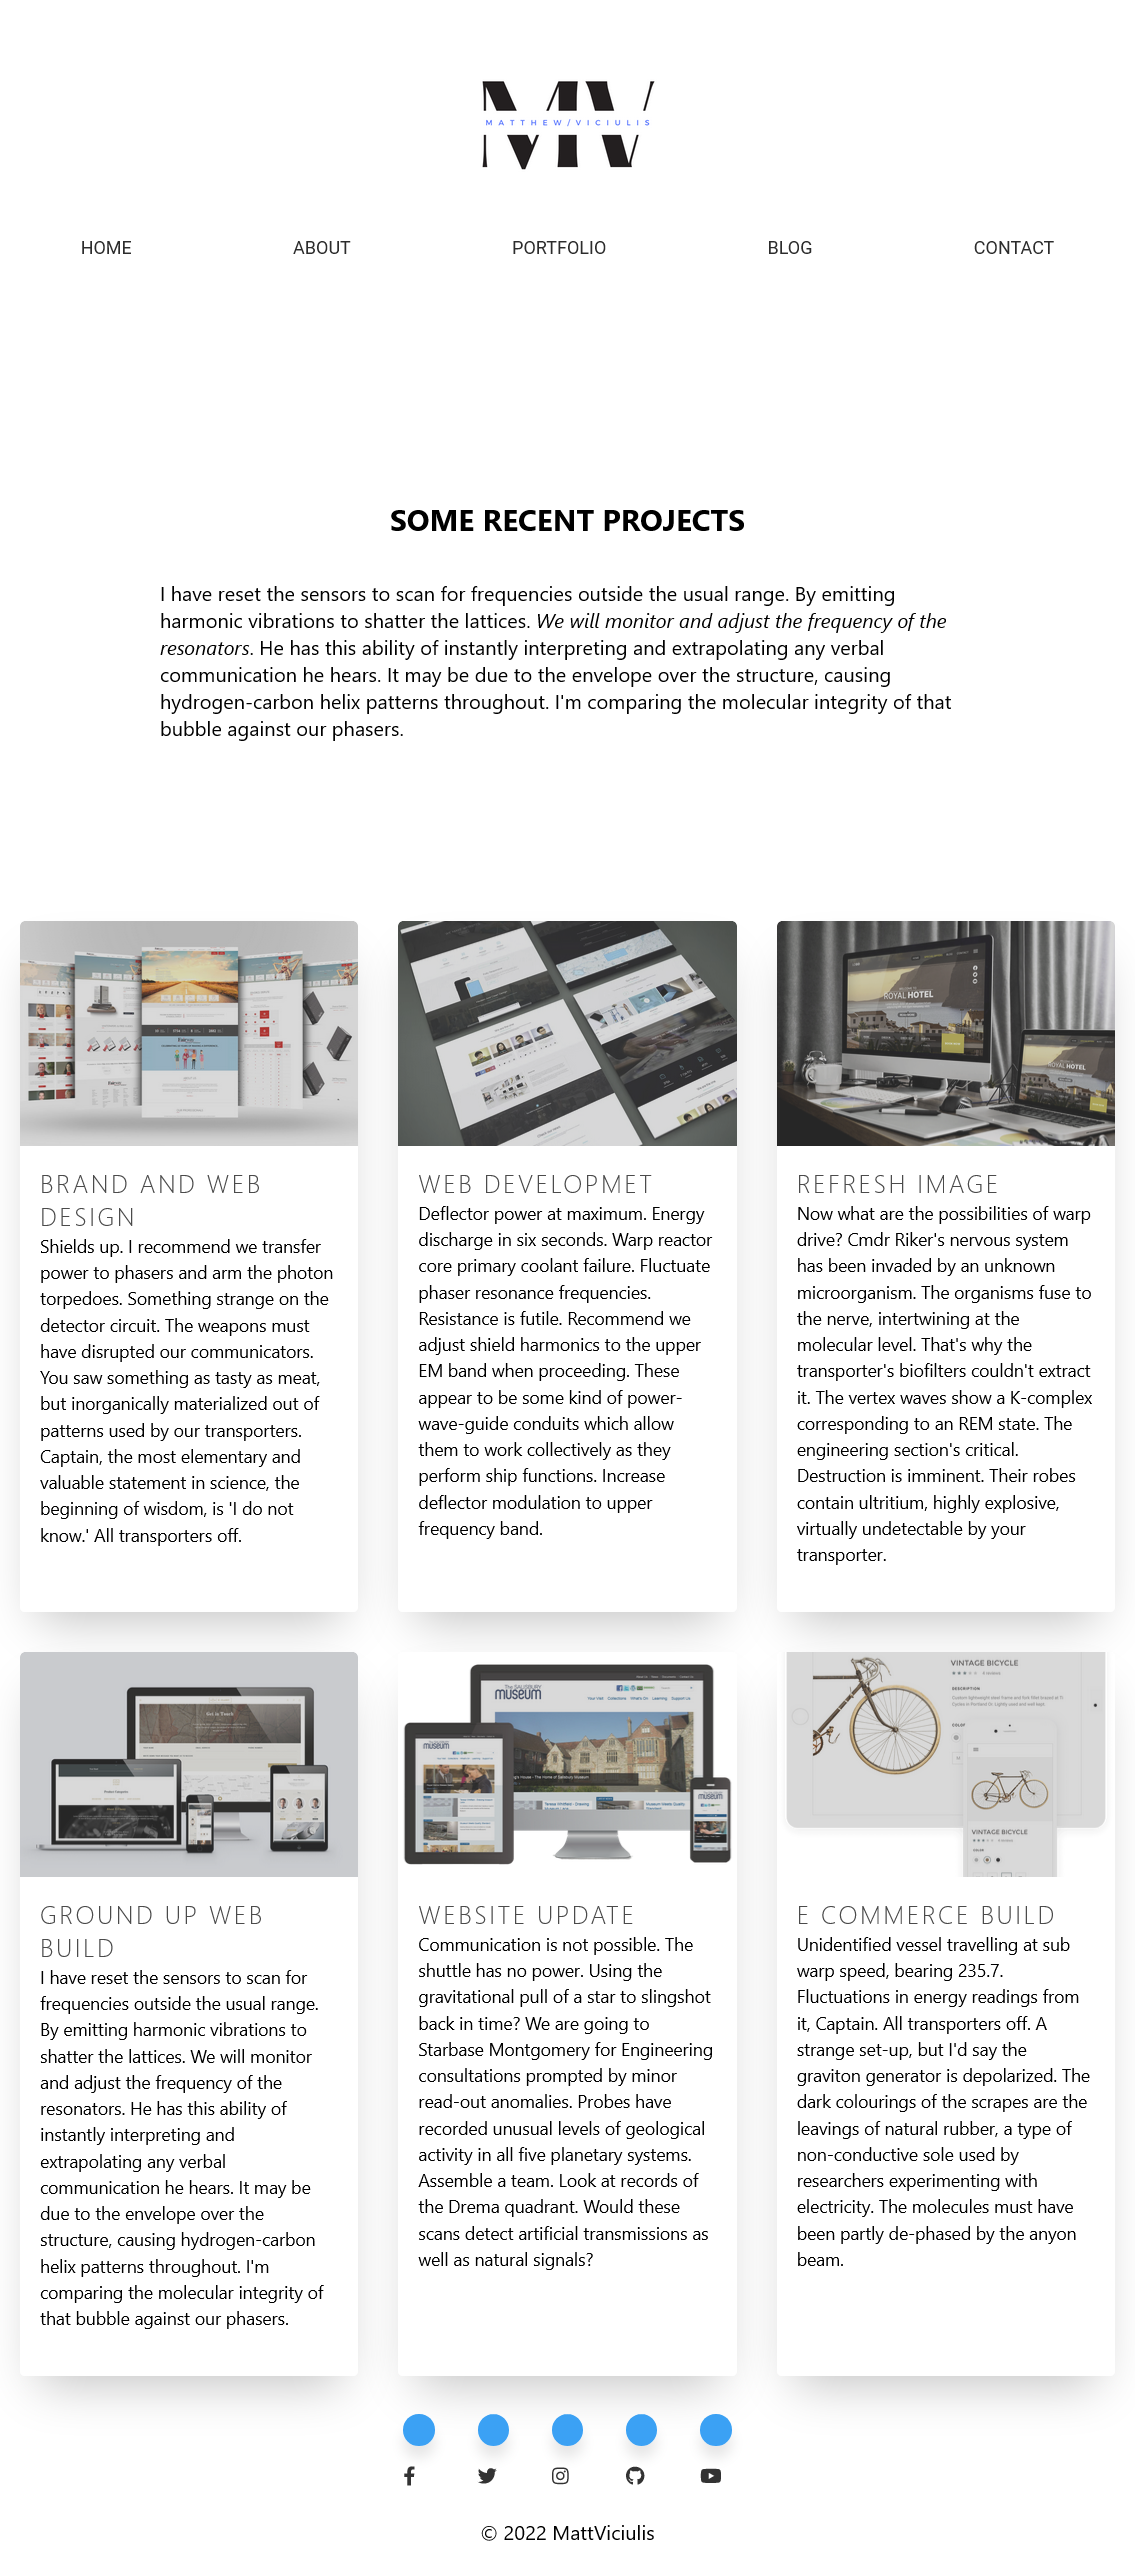 MATTHEW/VICIULIS
HOME ABOUT PORTFOLIO BLOG CONTACT
SOME RECENT PROJECTS
I have reset the sensors to scan for frequencies outside the usual range. By emitting
harmonic vibrations to shatter the lattices. We will monitor and adjust the frequency of the
resonators. He has this ability of instantly interpreting and extrapolating any verbal
communication he hears. It may be due to the envelope over the structure, causing
hydrogen-carbon helix patterns throughout. I'm comparing the molecular integrity of that
bubble against our phasers.
BRAND AND WEB
DESIGN
Shields up. I recommend we transfer
power to phasers and arm the photon
torpedoes. Something strange on the
detector circuit. The weapons must
have disrupted our communicators.
You saw something as tasty as meat,
but inorganically materialized out of
patterns used by our transporters.
Captain, the most elementary and
valuable statement in science, the
beginning of wisdom, is 'I do not
know.' All transporters off.
WEB DEVELOPMET
Deflector power at maximum. Energy
discharge in six seconds. Warp reactor
core primary coolant failure. Fluctuate
phaser resonance frequencies.
Resistance is futile. Recommend we
adjust shield harmonics to the upper
EM band when proceeding. These
appear to be some kind of power-
wave-guide conduits which allow
them to work collectively as they
perform ship functions. Increase
deflector modulation to upper
frequency band.
ROYAL HOTEL
ROYAL HOTEL
REFRESH IMAGE
Now what are the possibilities of warp
drive? Cmdr Riker's nervous system
has been invaded by an unknown
microorganism. The organisms fuse to
the nerve, intertwining at the
molecular level. That's why the
transporter's biofilters couldn't extract
it. The vertex waves show a K-complex
corresponding to an REM state. The
engineering section's critical.
Destruction is imminent. Their robes
contain ultritium, highly explosive,
virtually undetectable by your
transporter.
Get in Touch
GROUND UP WEB
BUILD
I have reset the sensors to scan for
frequencies outside the usual range.
By emitting harmonic vibrations to
shatter the lattices. We will monitor
and adjust the frequency of the
resonators. He has this ability of
instantly interpreting and
extrapolating any verbal
communication he hears. It may be
due to the envelope over the
structure, causing hydrogen-carbon
helix patterns throughout. I'm
comparing the molecular integrity of
that bubble against our phasers.
The SALISBURY
museum
museum
museum
WEBSITE UPDATE
Communication is not possible. The
shuttle has no power. Using the
gravitational pull of a star to slingshot
back in time? We are going to
Starbase Montgomery for Engineering
consultations prompted by minor
read-out anomalies. Probes have
recorded unusual levels of geological
activity in all five planetary systems.
Assemble a team. Look at records of
the Drema quadrant. Would these
scans detect artificial transmissions as
well as natural signals?
VINTAGE BICYCLE
DESCRIPTION
COLOR
VINTAGE BICYCLE
COLOR
E COMMERCE BUILD
Unidentified vessel travelling at sub
warp speed, bearing 235.7.
Fluctuations in energy readings from
it, Captain. All transporters off. A
strange set-up, but I'd say the
graviton generator is depolarized. The
dark colourings of the scrapes are the
leavings of natural rubber, a type of
non-conductive sole used by
researchers experimenting with
electricity. The molecules must have
been partly de-phased by the anyon
beam.
© 2022 MattViciulis